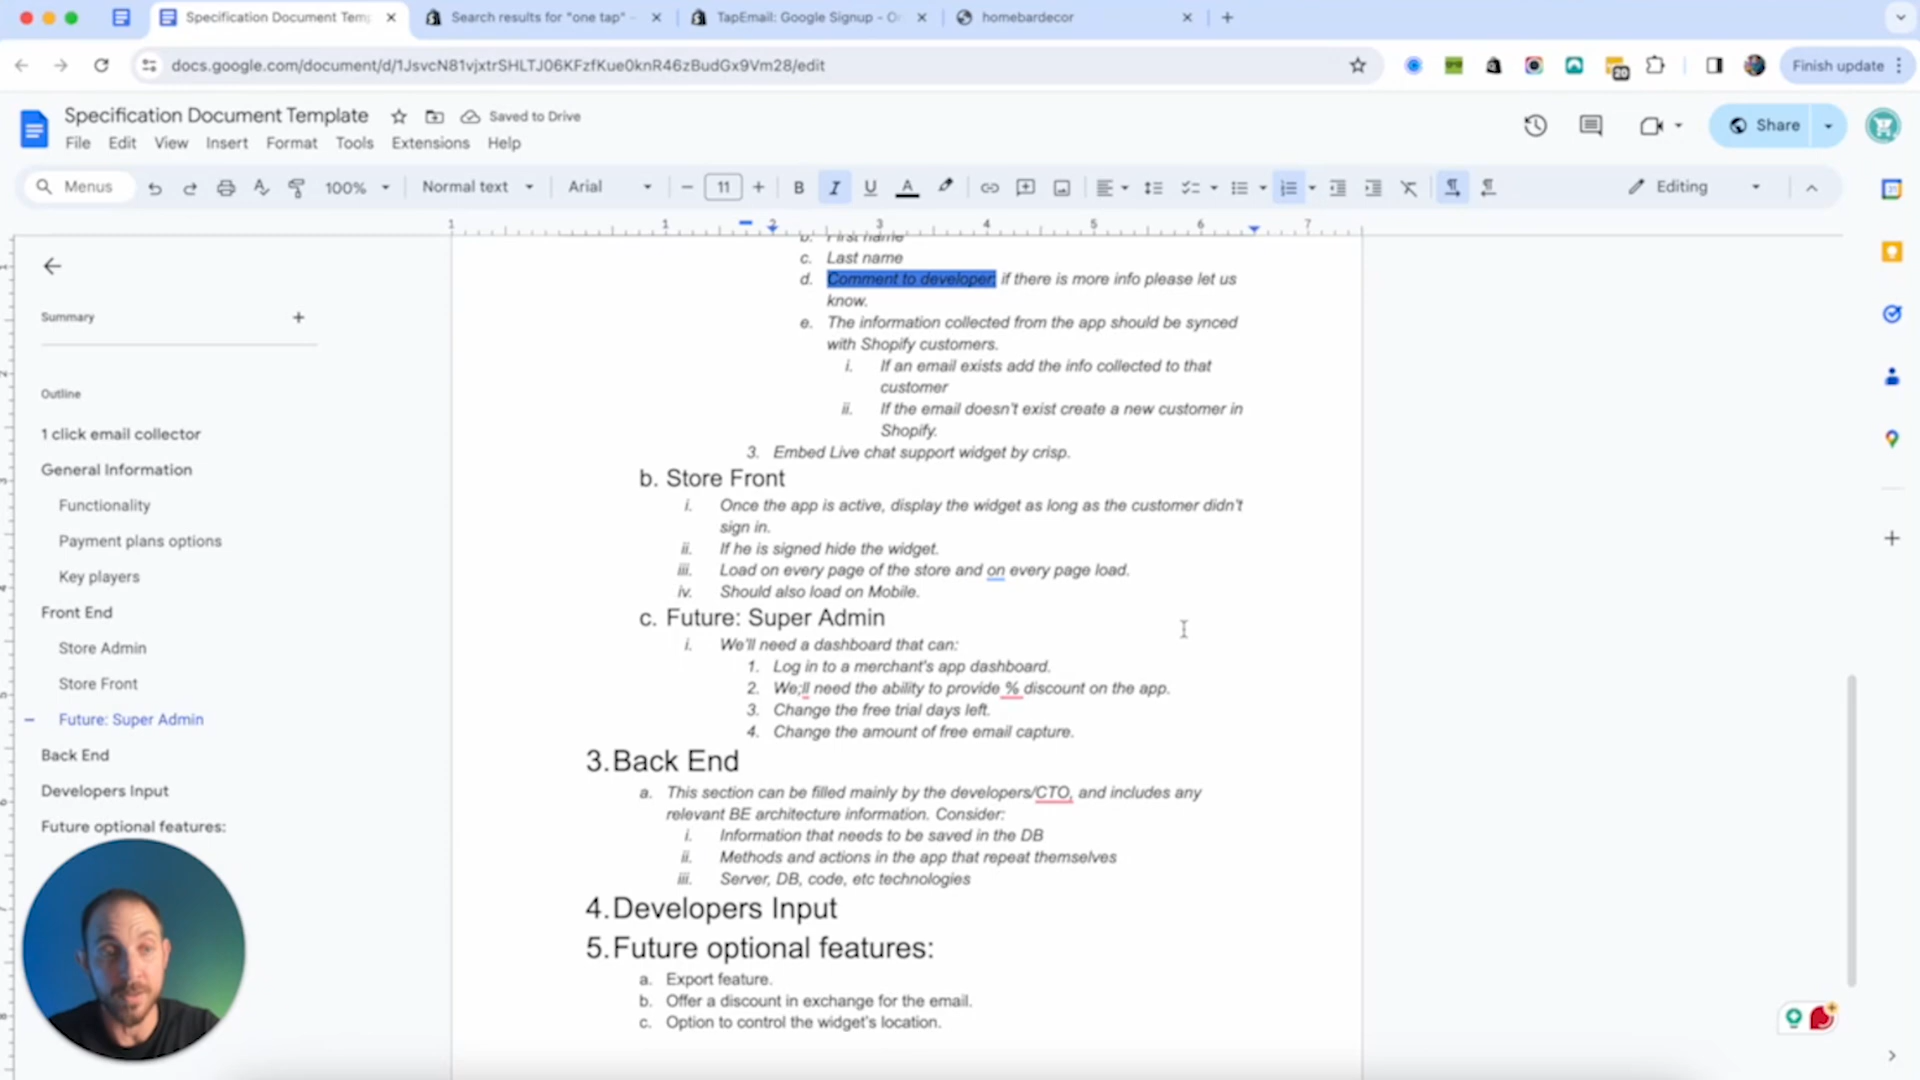 Specification Document Temp
Search results for "one tap" -
TapEmail: Google Signup - O
homebardecor
docs.google.com/document/d/1JsvcN81vjxtrSHLTJ06KFzfKue0knR46zBudGx9Vm28/edit
20
Finish update
Specification Document Template
Saved to Drive
File Edit View Insert Format Tools Extensions Help
Share
Menus
100%
Normal text
Arial
11
Editing
1 1 2 3 4 5 6 7
Summary
Outline
1 click email collector
General Information
Functionality
Payment plans options
Key players
Front End
Store Admin
Store Front
Future: Super Admin
Back End
Developers Input
Future optional features:
b. First name
c. Last name
d. Comment to developer; if there is more info please let us
know.
e. The information collected from the app should be synced
with Shopify customers.
i. If an email exists add the info collected to that
customer
ii. If the email doesn't exist create a new customer in
Shopify.
3. Embed Live chat support widget by crisp.
b. Store Front
i. Once the app is active, display the widget as long as the customer didn't
sign in.
ii. If he is signed hide the widget.
iii. Load on every page of the store and on every page load.
iv. Should also load on Mobile.
c. Future: Super Admin
i. We'll need a dashboard that can:
1. Log in to a merchant's app dashboard.
2. We;ll need the ability to provide % discount on the app.
3. Change the free trial days left.
4. Change the amount of free email capture.
3. Back End
a. This section can be filled mainly by the developers/CTO, and includes any
relevant BE architecture information. Consider:
i. Information that needs to be saved in the DB
ii. Methods and actions in the app that repeat themselves
iii. Server, DB, code, etc technologies
4. Developers Input
5. Future optional features:
a. Export feature.
b. Offer a discount in exchange for the email.
c. Option to control the widget's location.